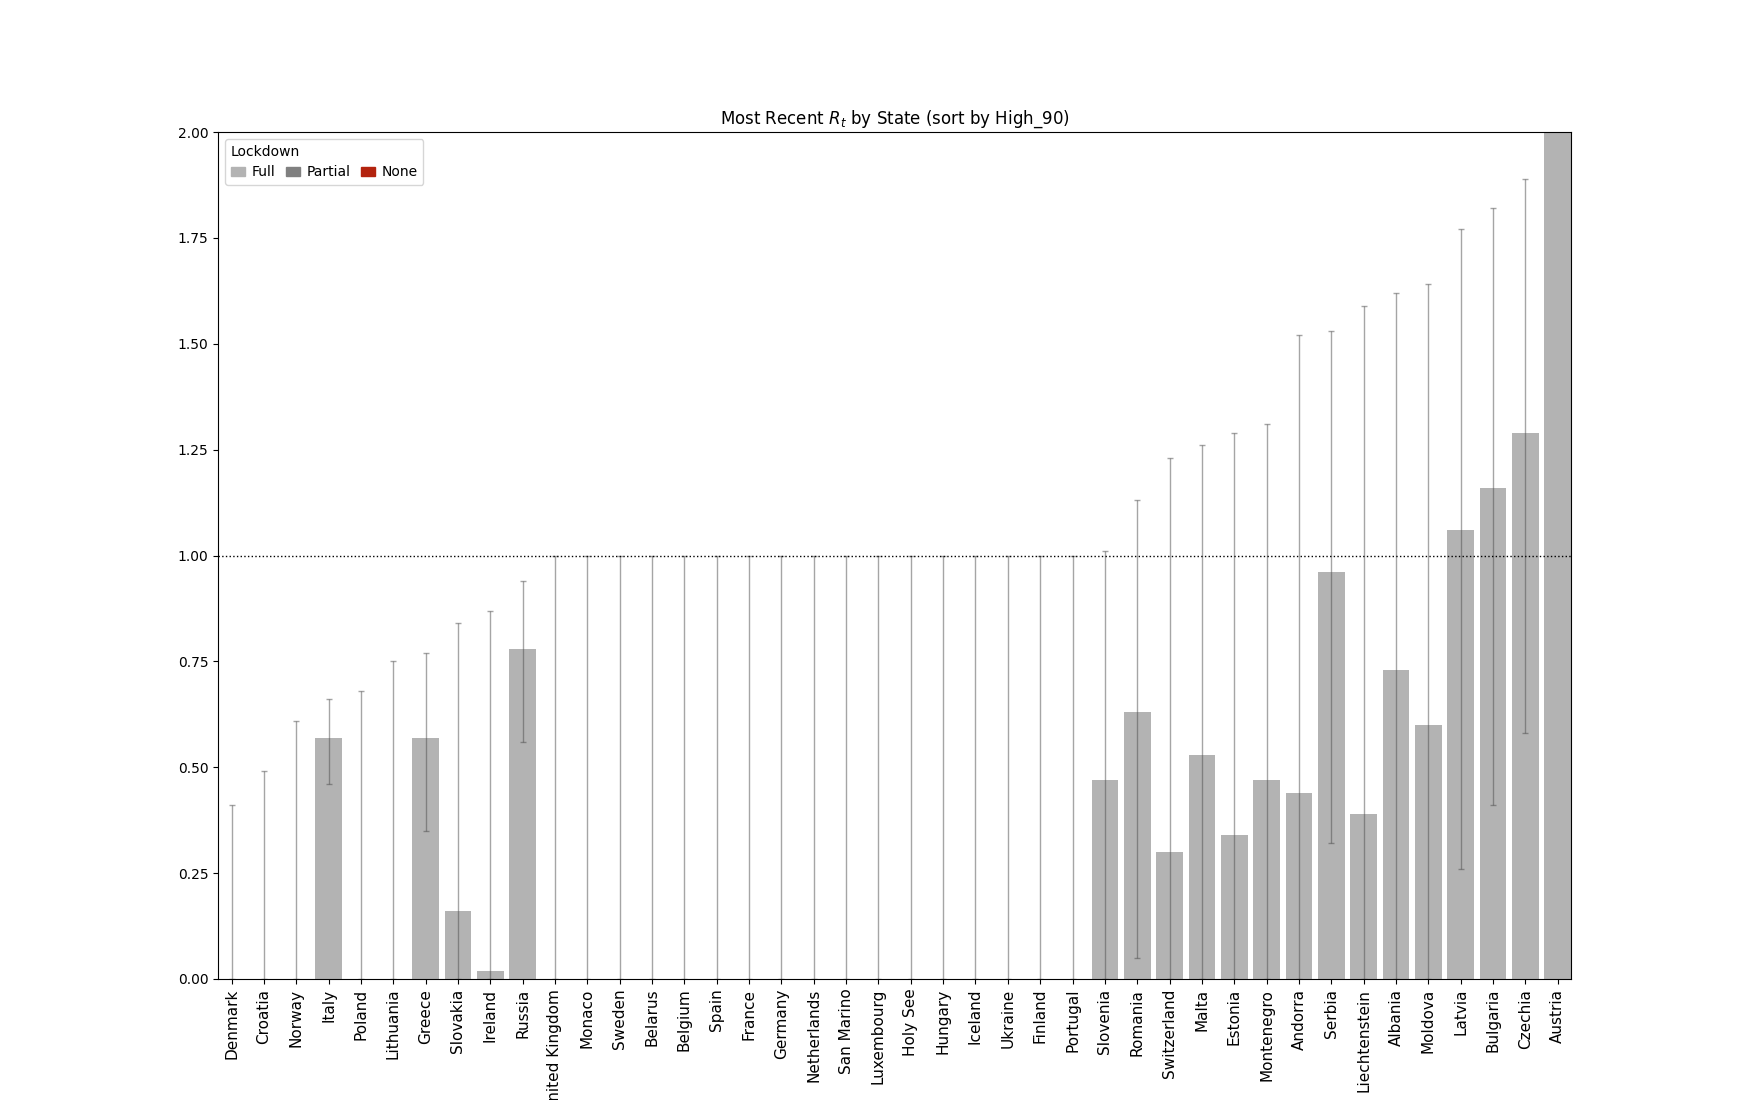 Most Recent R_t by State (sort by High_90)
Lockdown
Full Partial None
2.00
1.75
1.50
1.25
1.00
0.75
0.50
0.25
0.00
Denmark
Croatia
Norway
Italy
Poland
Lithuania
Greece
Slovakia
Ireland
Russia
nited Kingdom
Monaco
Sweden
Belarus
Belgium
Spain
France
Germany
Netherlands
San Marino
Luxembourg
Holy See
Hungary
Iceland
Ukraine
Finland
Portugal
Slovenia
Romania
Switzerland
Malta
Estonia
Montenegro
Andorra
Serbia
Liechtenstein
Albania
Moldova
Latvia
Bulgaria
Czechia
Austria